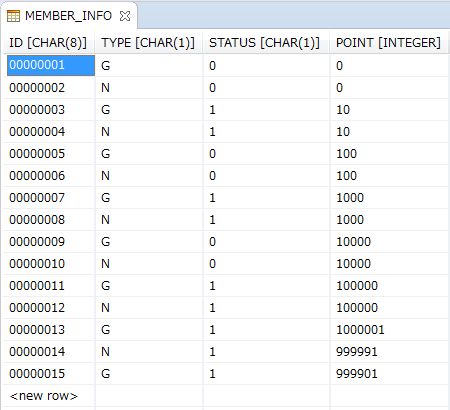 MEMBER_INFO
ID [CHAR(8)] TYPE [CHAR(1)] STATUS [CHAR(1)] POINT [INTEGER]
00000001 G 0 0
00000002 N 0 0
00000003 G 1 10
00000004 N 1 10
00000005 G 0 100
00000006 N 0 100
00000007 G 1 1000
00000008 N 1 1000
00000009 G 0 10000
00000010 N 0 10000
00000011 G 1 100000
00000012 N 1 100000
00000013 G 1 1000001
00000014 N 1 999991
00000015 G 1 999901
<new row>